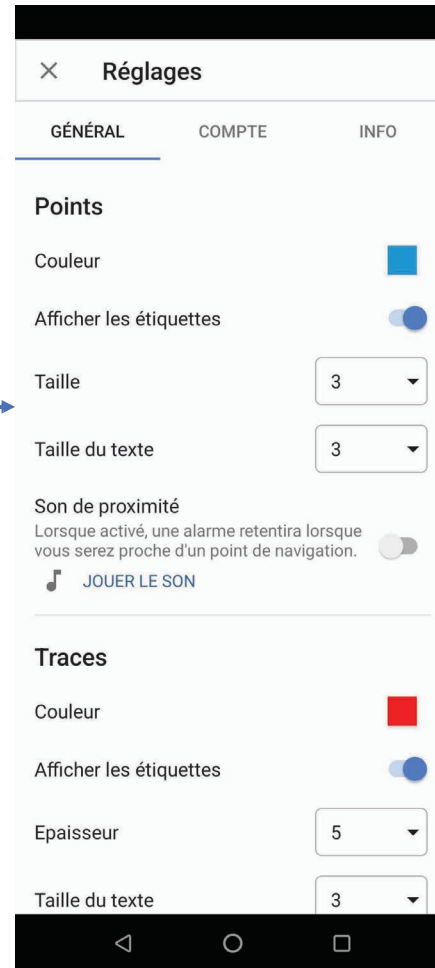 Réglages
GÉNÉRAL COMPTE INFO
Points
Couleur
Afficher les étiquettes
Taille 3
Taille du texte 3
Son de proximité
Lorsque activé, une alarme retentira lorsque
vous serez proche d'un point de navigation.
JOUER LE SON
Traces
Couleur
Afficher les étiquettes
Epaisseur 5
Taille du texte 3